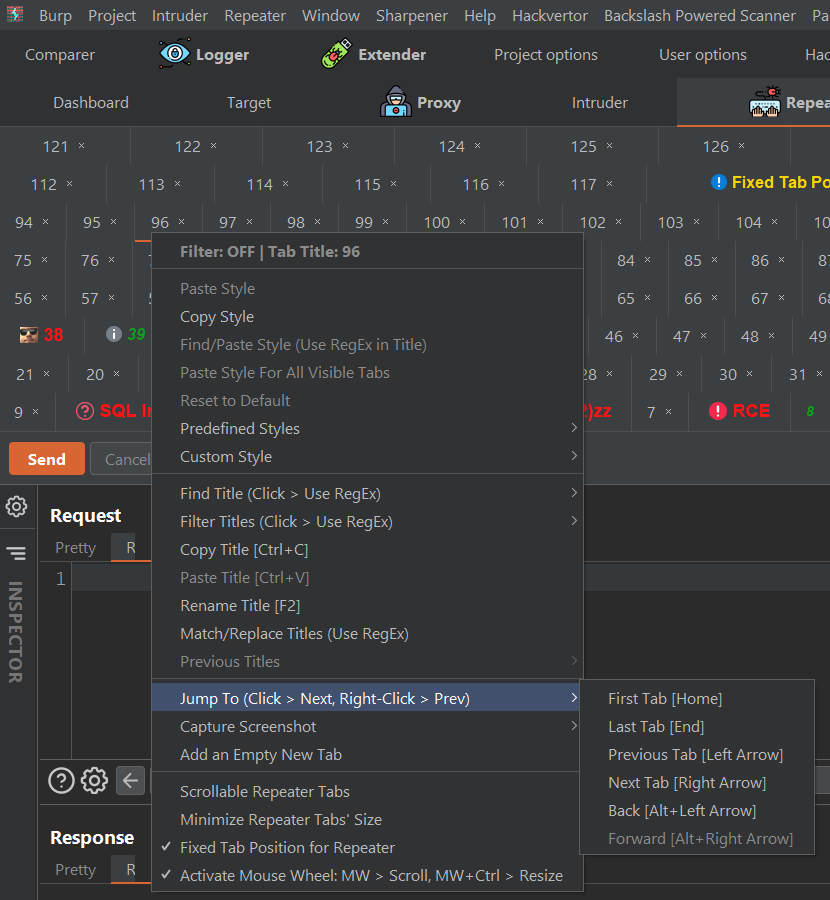 Burp Project Intruder Repeater Window Sharpener Help Hackvertor Backslash Powered Scanner Pa
Comparer Logger Extender Project options User options Hac
Dashboard Target Proxy Intruder Repea
121 × 122 × 123 × 124 × 125 × 126 ×
112 × 113 × 114 × 115 × 116 × 117 × Fixed Tab Po
94 × 95 × 96 × 97 × 98 × 99 × 100 × 101 × 102 × 103 × 104 × 10
75 × 76 × 84 × 85 × 86 × 87
56 × 57 × 65 × 66 × 67 × 68
38 39 46 × 47 × 48 × 49
21 × 20 × 28 × 29 × 30 × 31 ×
9 × SQL In 2)zz 7 × RCE 8
Send Cancel
Filter: OFF | Tab Title: 96
Paste Style
Copy Style
Find/Paste Style (Use RegEx in Title)
Paste Style For All Visible Tabs
Reset to Default
Predefined Styles
Custom Style
Find Title (Click > Use RegEx)
Filter Titles (Click > Use RegEx)
Copy Title [Ctrl+C]
Paste Title [Ctrl+V]
Rename Title [F2]
Match/Replace Titles (Use RegEx)
Previous Titles
Jump To (Click > Next, Right-Click > Prev)
Capture Screenshot
Add an Empty New Tab
Scrollable Repeater Tabs
Minimize Repeater Tabs' Size
✓ Fixed Tab Position for Repeater
✓ Activate Mouse Wheel: MW > Scroll, MW+Ctrl > Resize
First Tab [Home]
Last Tab [End]
Previous Tab [Left Arrow]
Next Tab [Right Arrow]
Back [Alt+Left Arrow]
Forward [Alt+Right Arrow]
INSPECTOR
Request
Pretty R
1
Response
Pretty R